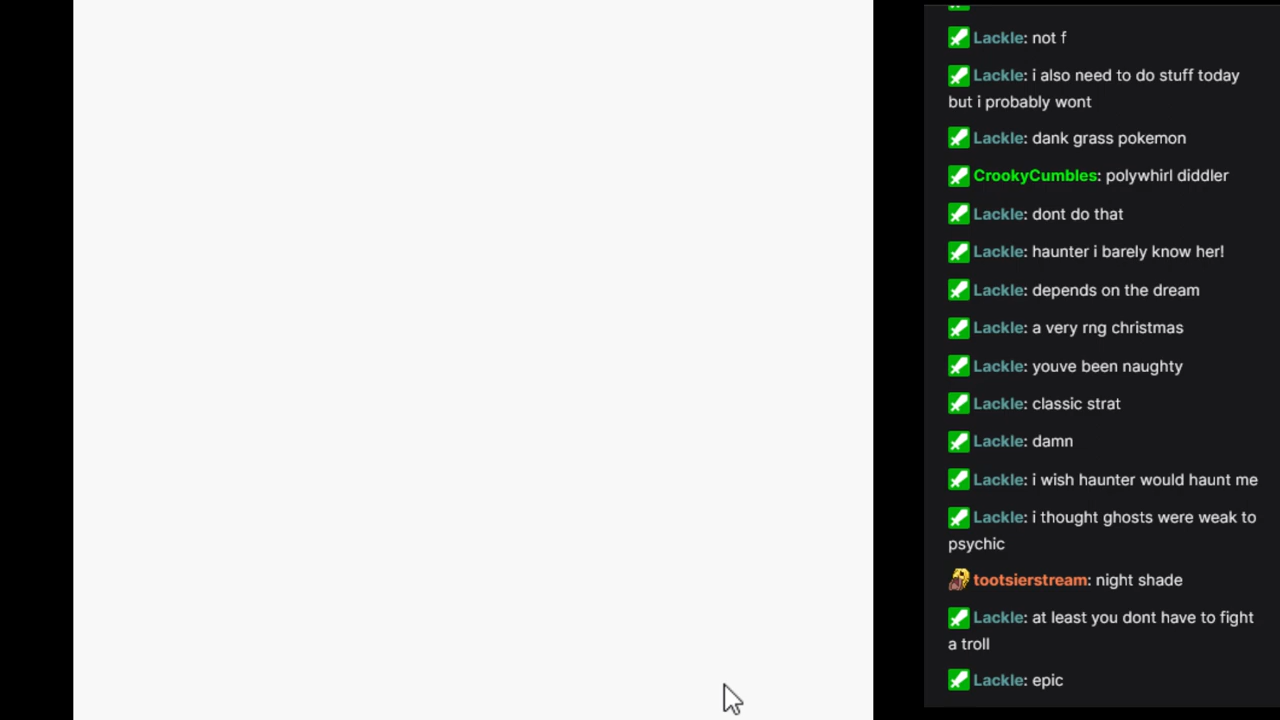 Lackle: not f
Lackle: i also need to do stuff today
but i probably wont
Lackle: dank grass pokemon
CrookyCumbles: polywhirl diddler
Lackle: dont do that
Lackle: haunter i barely know her!
Lackle: depends on the dream
Lackle: a very rng christmas
Lackle: youve been naughty
Lackle: classic strat
Lackle: damn
Lackle: i wish haunter would haunt me
Lackle: i thought ghosts were weak to
psychic
tootsierstream: night shade
Lackle: at least you dont have to fight
a troll
Lackle: epic